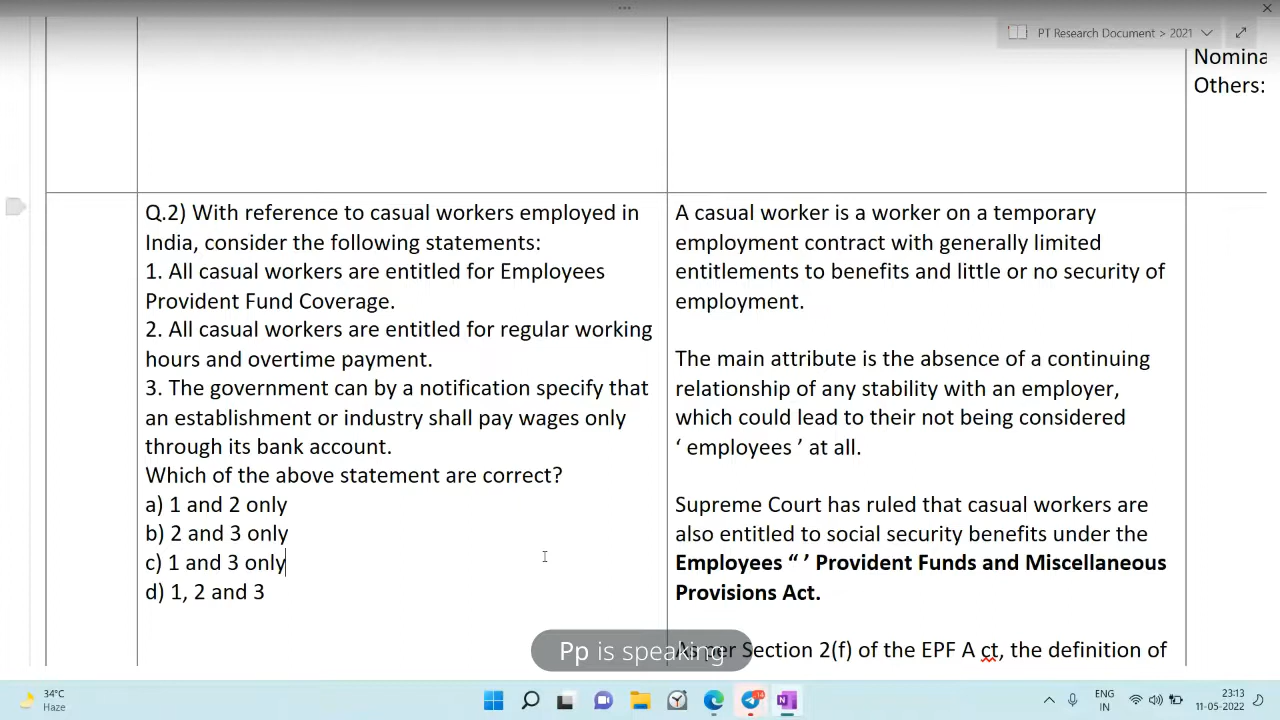 PT Research Document > 2021
Nomina
Others:
Q.2) With reference to casual workers employed in
India, consider the following statements:
1. All casual workers are entitled for Employees
Provident Fund Coverage.
2. All casual workers are entitled for regular working
hours and overtime payment.
3. The government can by a notification specify that
an establishment or industry shall pay wages only
through its bank account.
Which of the above statement are correct?
a) 1 and 2 only
b) 2 and 3 only
c) 1 and 3 only
d) 1, 2 and 3
A casual worker is a worker on a temporary
employment contract with generally limited
entitlements to benefits and little or no security of
employment.
The main attribute is the absence of a continuing
relationship of any stability with an employer,
which could lead to their not being considered
‘ employees ’ at all.
Supreme Court has ruled that casual workers are
also entitled to social security benefits under the
Employees “ ’ Provident Funds and Miscellaneous
Provisions Act.
As per Section 2(f) of the EPF A ct, the definition of
Pp is speaking
34°C
Haze
14
ENG
IN
23:13
11-05-2022